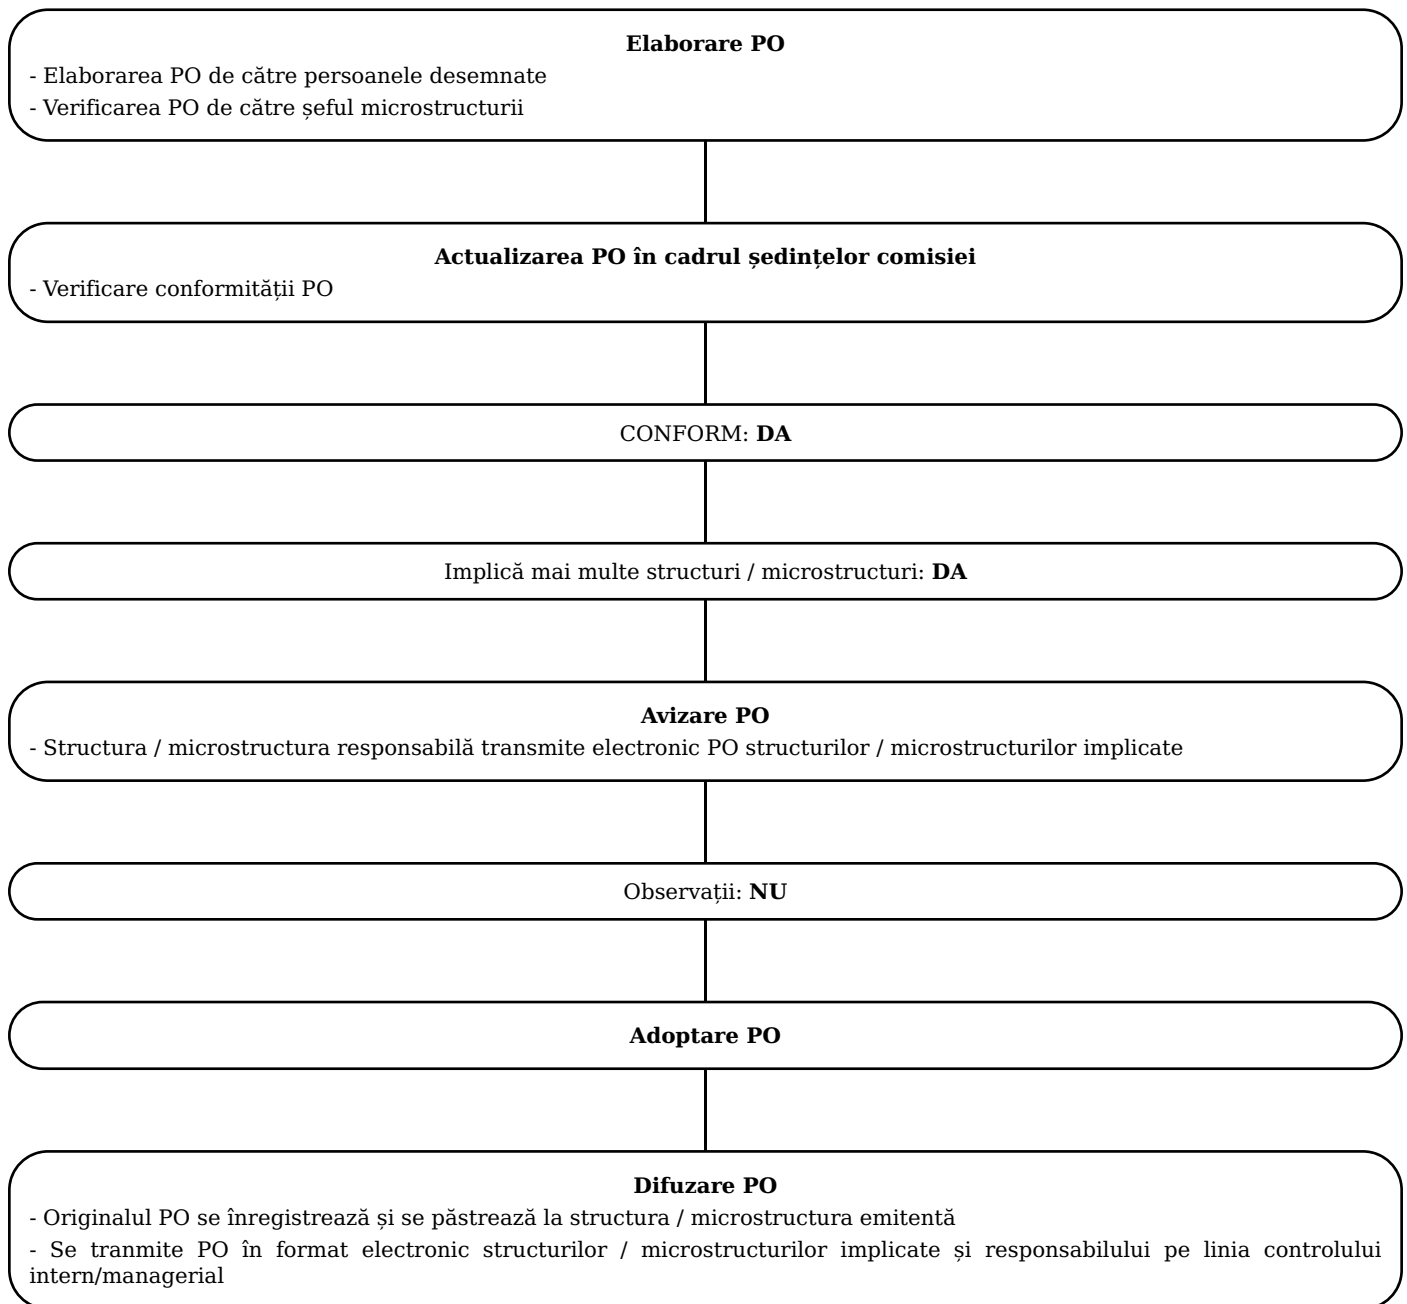 Elaborare PO
- Elaborarea PO de către persoanele desemnate
- Verificarea PO de către șeful microstructurii
Actualizarea PO în cadrul ședințelor comisiei
- Verificare conformității PO
CONFORM: DA
Implică mai multe structuri / microstructuri: DA
Avizare PO
- Structura / microstructura responsabilă transmite electronic PO structurilor / microstructurilor implicate
Observații: NU
Adoptare PO
Difuzare PO
- Originalul PO se înregistrează și se păstrează la structura / microstructura emitentă
- Se tranmite PO în format electronic structurilor / microstructurilor implicate și responsabilului pe linia controlului
intern/managerial